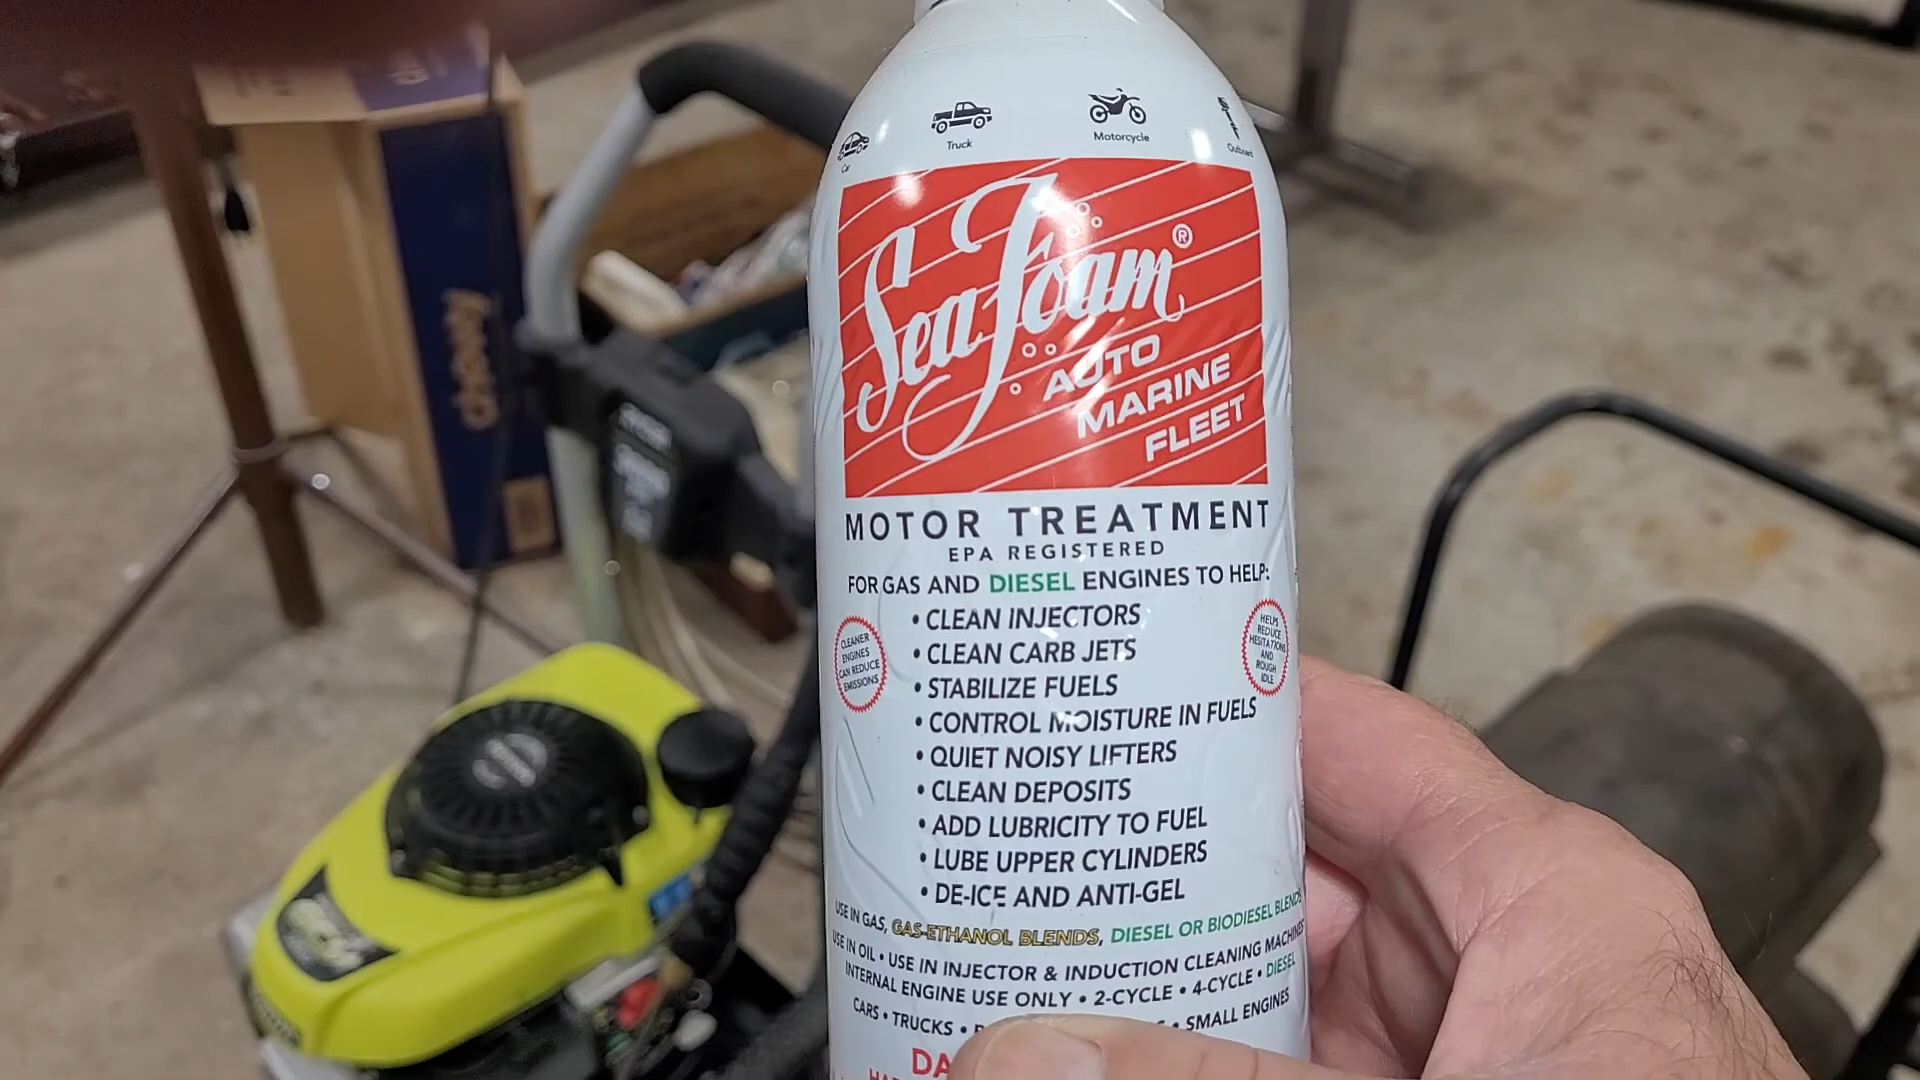 Car
Truck
Motorcycle
Outboard
Sea Foam®
AUTO
MARINE
FLEET
MOTOR TREATMENT
EPA REGISTERED
FOR GAS AND DIESEL ENGINES TO HELP:
• CLEAN INJECTORS
• CLEAN CARB JETS
• STABILIZE FUELS
• CONTROL MOISTURE IN FUELS
• QUIET NOISY LIFTERS
• CLEAN DEPOSITS
• ADD LUBRICITY TO FUEL
• LUBE UPPER CYLINDERS
• DE-ICE AND ANTI-GEL
CLEANER
ENGINES
CAN REDUCE
EMISSIONS
HELPS
REDUCE
HESITATIONS
AND
ROUGH
IDLE
USE IN GAS, GAS-ETHANOL BLENDS, DIESEL OR BIODIESEL BLENDS
USE IN OIL • USE IN INJECTOR & INDUCTION CLEANING MACHINES
INTERNAL ENGINE USE ONLY • 2-CYCLE • 4-CYCLE • DIESEL
CARS • TRUCKS • SMALL ENGINES
DA
chewy